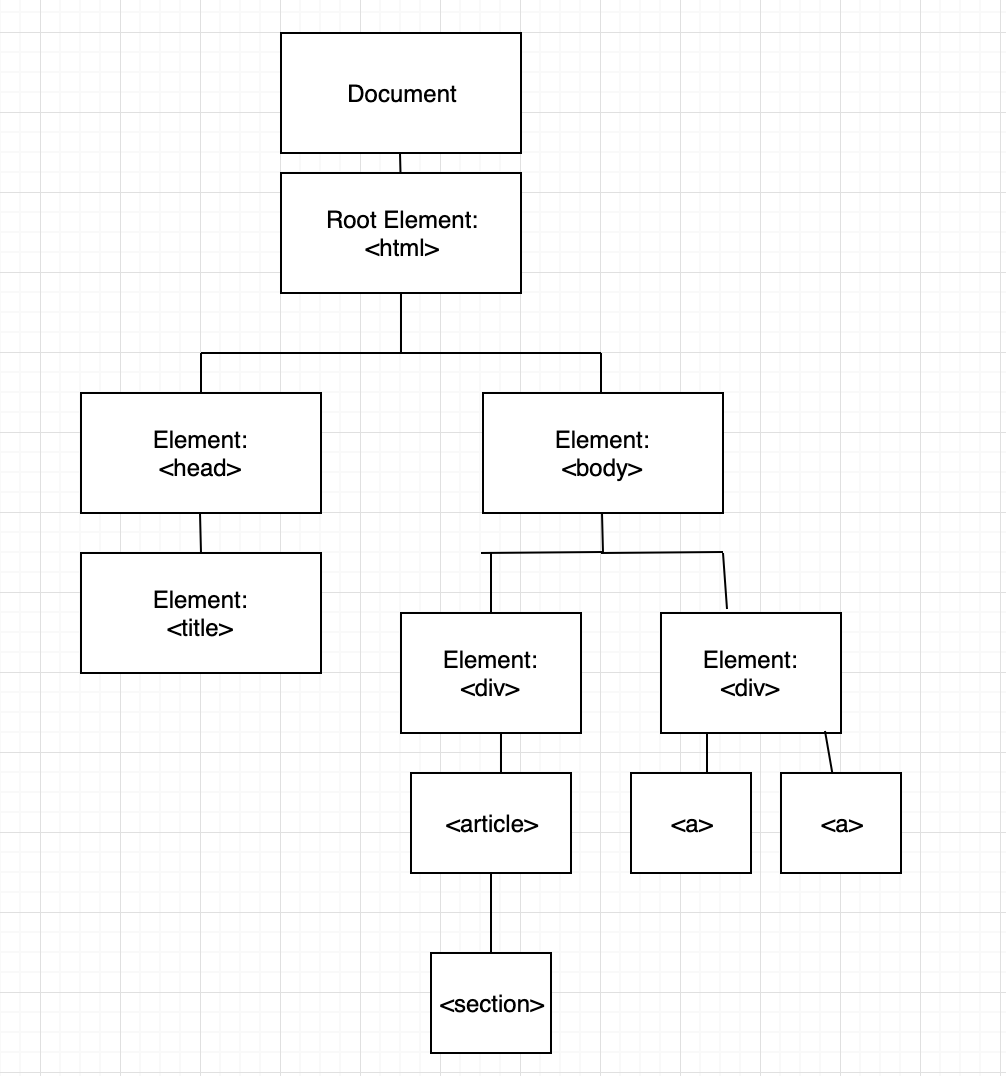 Document
Root Element:
<html>
Element:
<head>
Element:
<body>
Element:
<title>
Element:
<div>
Element:
<div>
<article>
<a>
<a>
<section>